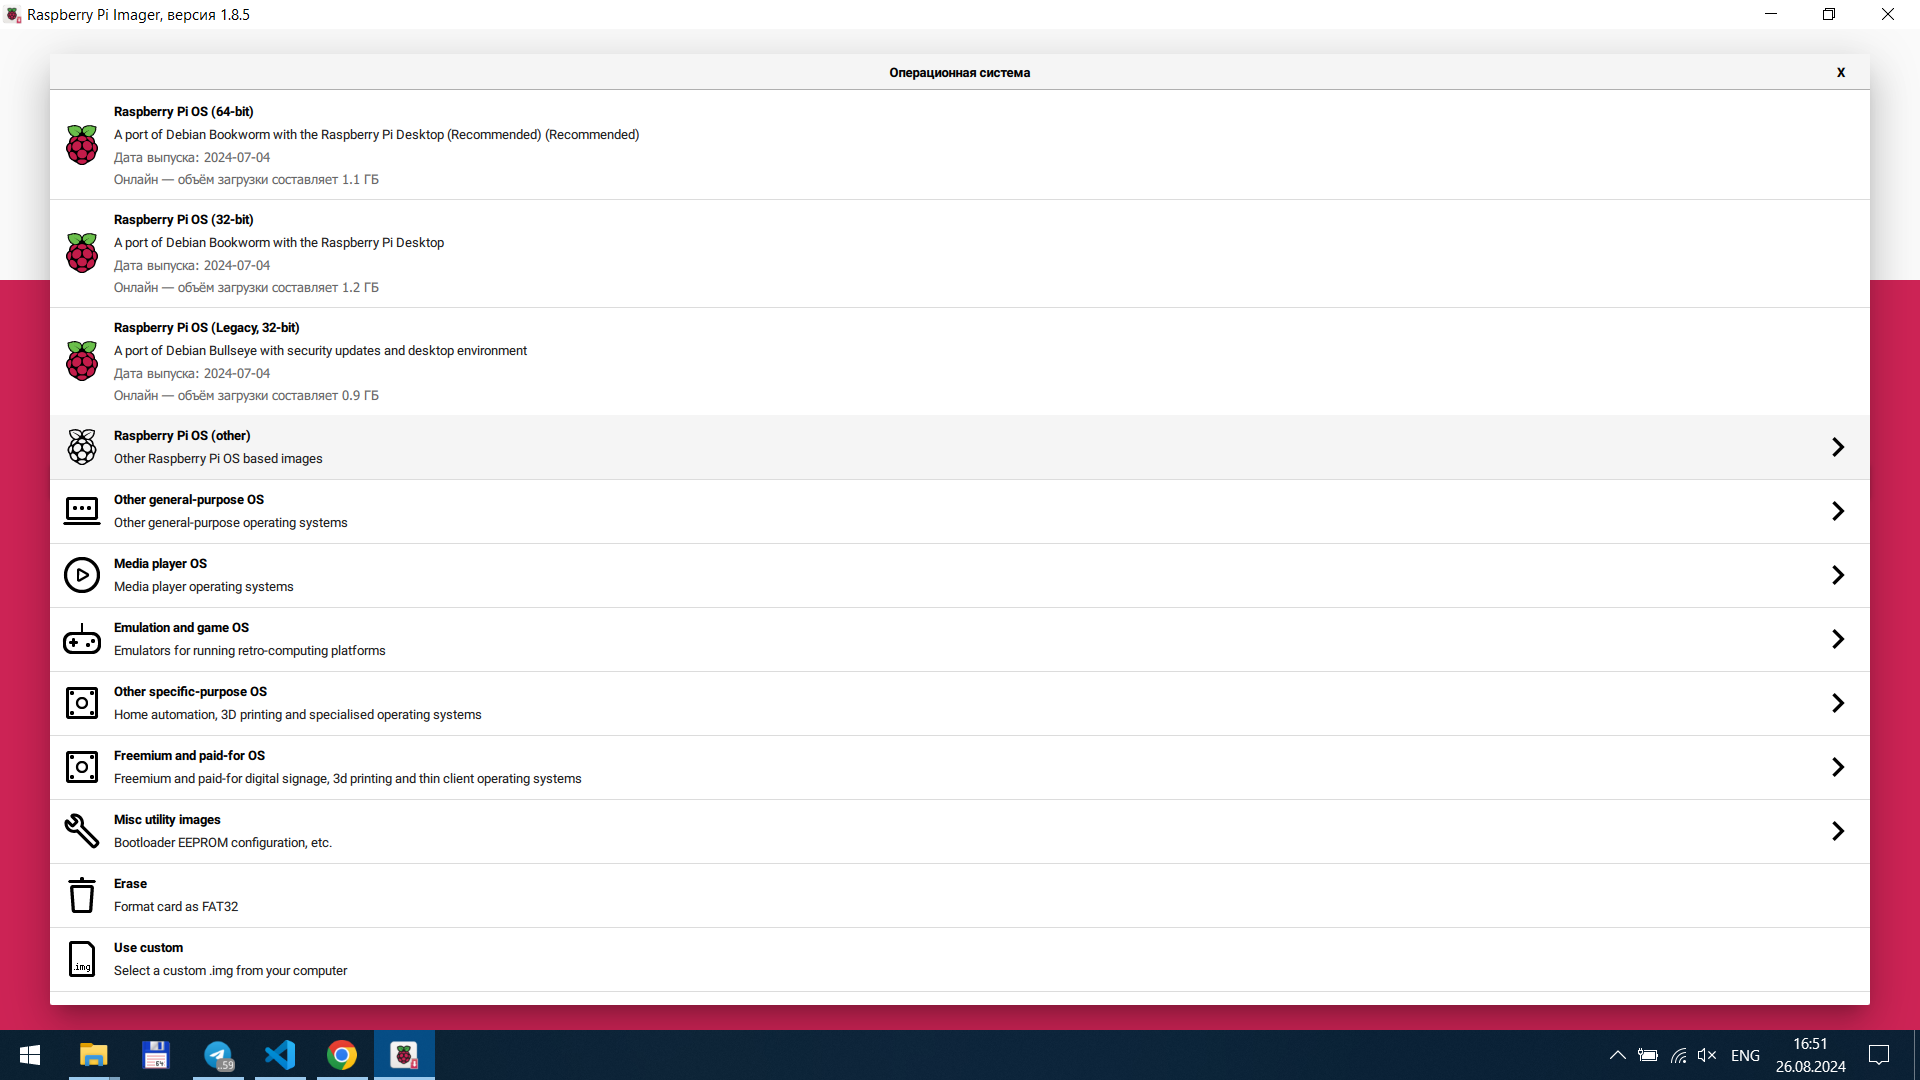 Raspberry Pi Imager, версия 1.8.5
Операционная система
X
Raspberry Pi OS (64-bit)
A port of Debian Bookworm with the Raspberry Pi Desktop (Recommended) (Recommended)
Дата выпуска: 2024-07-04
Онлайн — объём загрузки составляет 1.1 ГБ
Raspberry Pi OS (32-bit)
A port of Debian Bookworm with the Raspberry Pi Desktop
Дата выпуска: 2024-07-04
Онлайн — объём загрузки составляет 1.2 ГБ
Raspberry Pi OS (Legacy, 32-bit)
A port of Debian Bullseye with security updates and desktop environment
Дата выпуска: 2024-07-04
Онлайн — объём загрузки составляет 0.9 ГБ
Raspberry Pi OS (other)
Other Raspberry Pi OS based images
Other general-purpose OS
Other general-purpose operating systems
Media player OS
Media player operating systems
Emulation and game OS
Emulators for running retro-computing platforms
Other specific-purpose OS
Home automation, 3D printing and specialised operating systems
Freemium and paid-for OS
Freemium and paid-for digital signage, 3d printing and thin client operating systems
Misc utility images
Bootloader EEPROM configuration, etc.
Erase
Format card as FAT32
.img
Use custom
Select a custom .img from your computer
64
59
ENG
16:51
26.08.2024